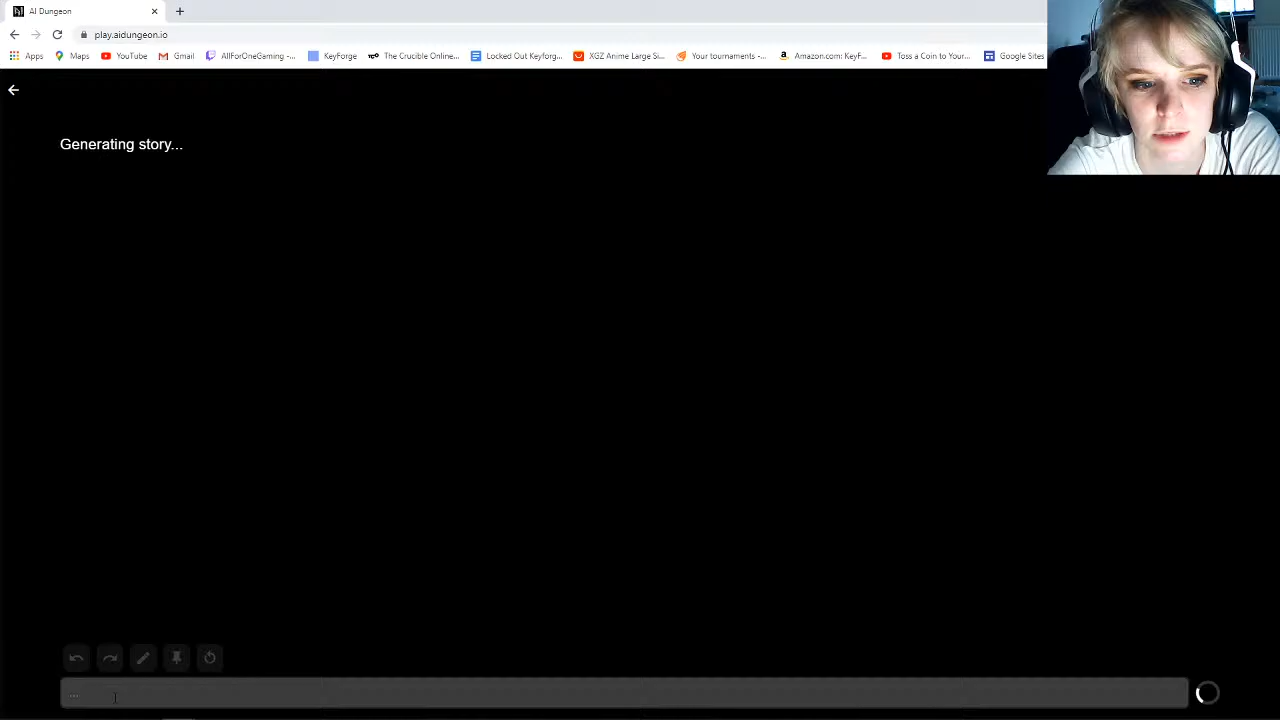 AI Dungeon
play.aidungeon.io
Apps Maps YouTube Gmail AllForOneGaming -... KeyForge The Crucible Online... Locked Out Keyforg... XGZ Anime Large Si... Your tournaments -... Amazon.com: KeyF... Toss a Coin to Your... Google Sites
Generating story...
...